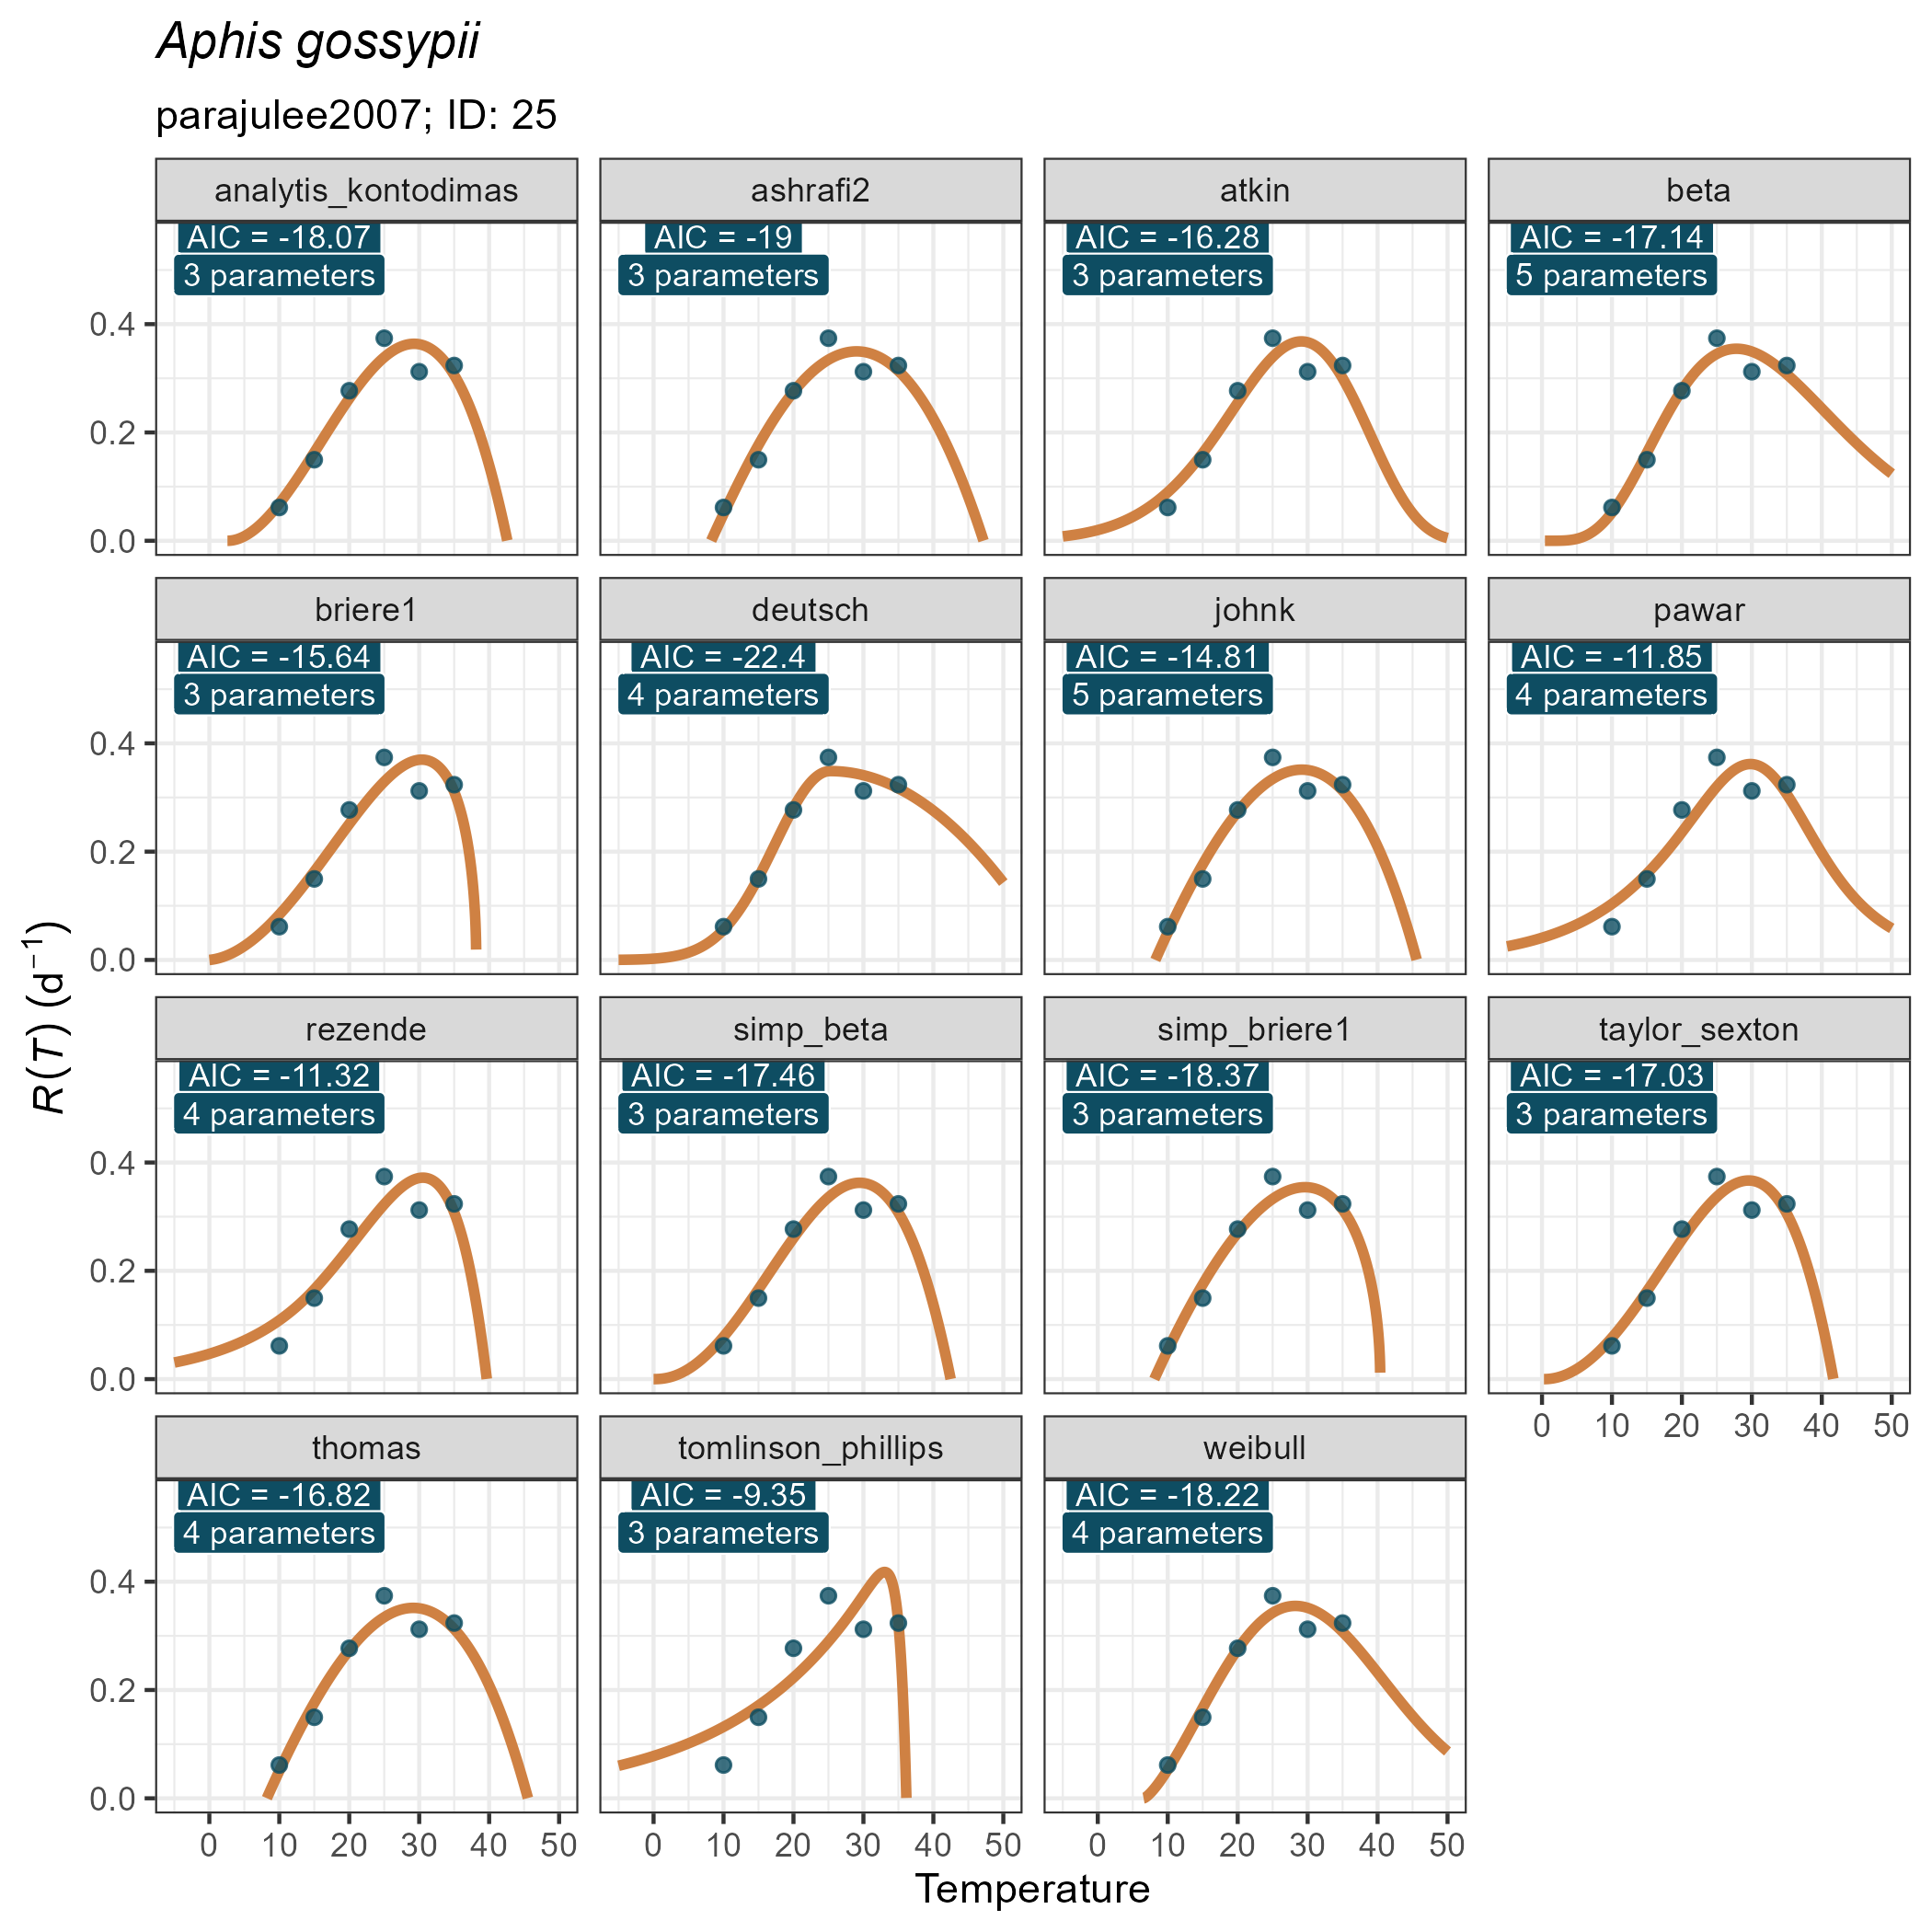 Aphis gossypii
parajulee2007; ID: 25
analytis_kontodimas
ashrafi2
atkin
beta
AIC = -18.07
3 parameters
AIC = -19
3 parameters
AIC = -16.28
3 parameters
AIC = -17.14
5 parameters
0.4
0.2
0.0
briere1
deutsch
johnk
pawar
AIC = -15.64
3 parameters
AIC = -22.4
4 parameters
AIC = -14.81
5 parameters
AIC = -11.85
4 parameters
0.4
0.2
0.0
R(T) (d⁻¹)
rezende
simp_beta
simp_briere1
taylor_sexton
AIC = -11.32
4 parameters
AIC = -17.46
3 parameters
AIC = -18.37
3 parameters
AIC = -17.03
3 parameters
0.4
0.2
0.0
0 10 20 30 40 50
thomas
tomlinson_phillips
weibull
AIC = -16.82
4 parameters
AIC = -9.35
3 parameters
AIC = -18.22
4 parameters
0.4
0.2
0.0
0 10 20 30 40 50
0 10 20 30 40 50
0 10 20 30 40 50
Temperature